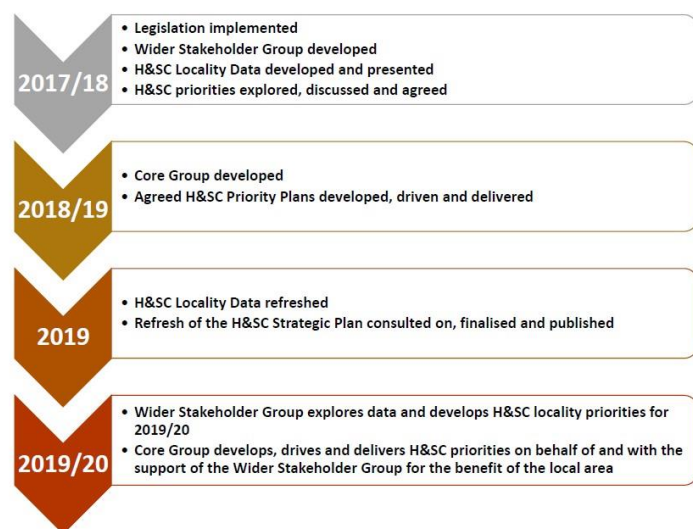 2017/18
• Legislation implemented
• Wider Stakeholder Group developed
• H&SC Locality Data developed and presented
• H&SC priorities explored, discussed and agreed
2018/19
• Core Group developed
• Agreed H&SC Priority Plans developed, driven and delivered
2019
• H&SC Locality Data refreshed
• Refresh of the H&SC Strategic Plan consulted on, finalised and published
2019/20
• Wider Stakeholder Group explores data and develops H&SC locality priorities for
2019/20
• Core Group develops, drives and delivers H&SC priorities on behalf of and with the
support of the Wider Stakeholder Group for the benefit of the local area